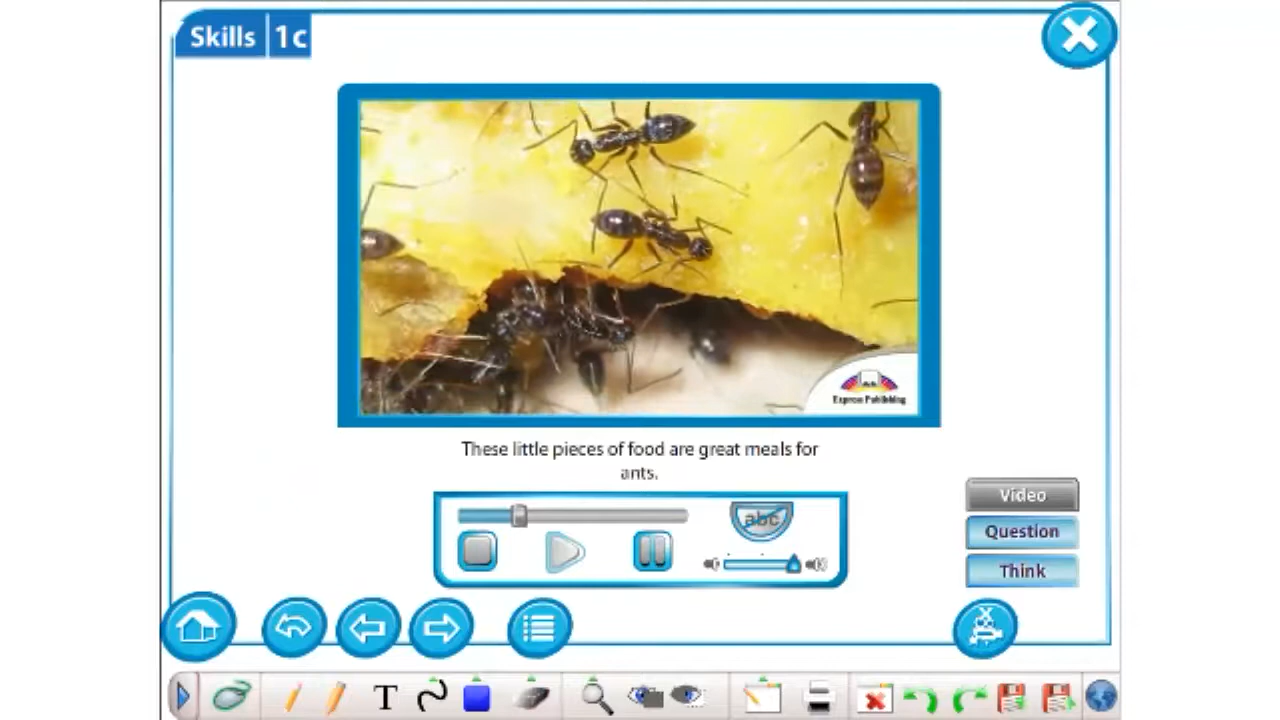 Skills 1c
Express Publishing
These little pieces of food are great meals for
ants.
abc
Video
Question
Think
T